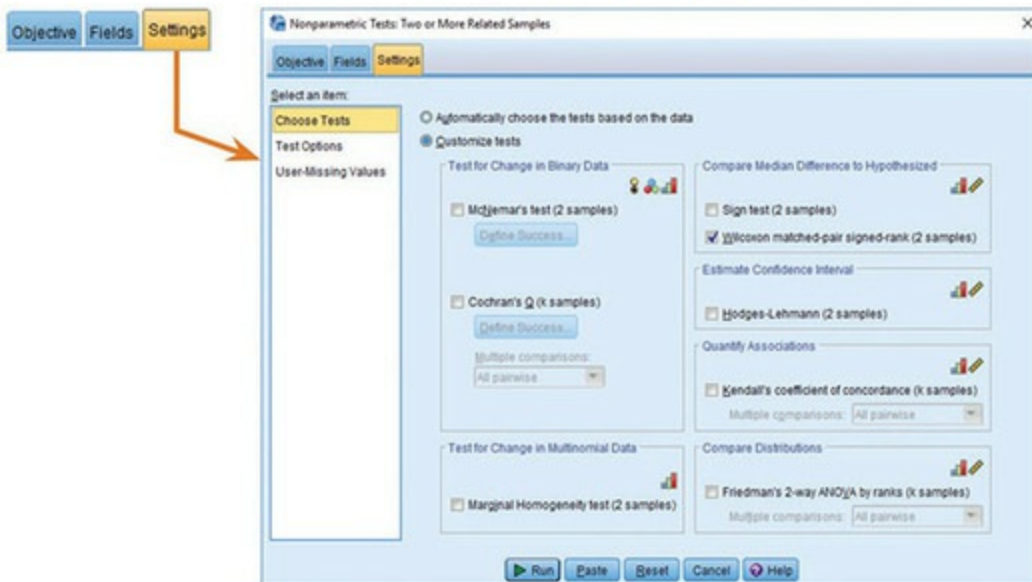 Objective Fields Settings
Nonparametric Tests: Two or More Related Samples
Objective Fields Settings
Select an item:
Choose Tests
Test Options
User-Missing Values
Automatically choose the tests based on the data
Customize tests
Test for Change in Binary Data
McNemar's test (2 samples)
Define Success...
Cochran's Q (k samples)
Define Success...
Multiple comparisons:
All pairwise
Test for Change in Multinomial Data
Marginal Homogeneity test (2 samples)
Compare Median Difference to Hypothesized
Sign test (2 samples)
Wilcoxon matched-pair signed-rank (2 samples)
Estimate Confidence Interval
Hodges-Lehmann (2 samples)
Quantify Associations
Kendall's coefficient of concordance (k samples)
Multiple comparisons: All pairwise
Compare Distributions
Friedman's 2-way ANOVA by ranks (k samples)
Multiple comparisons: All pairwise
Run Paste Reset Cancel Help